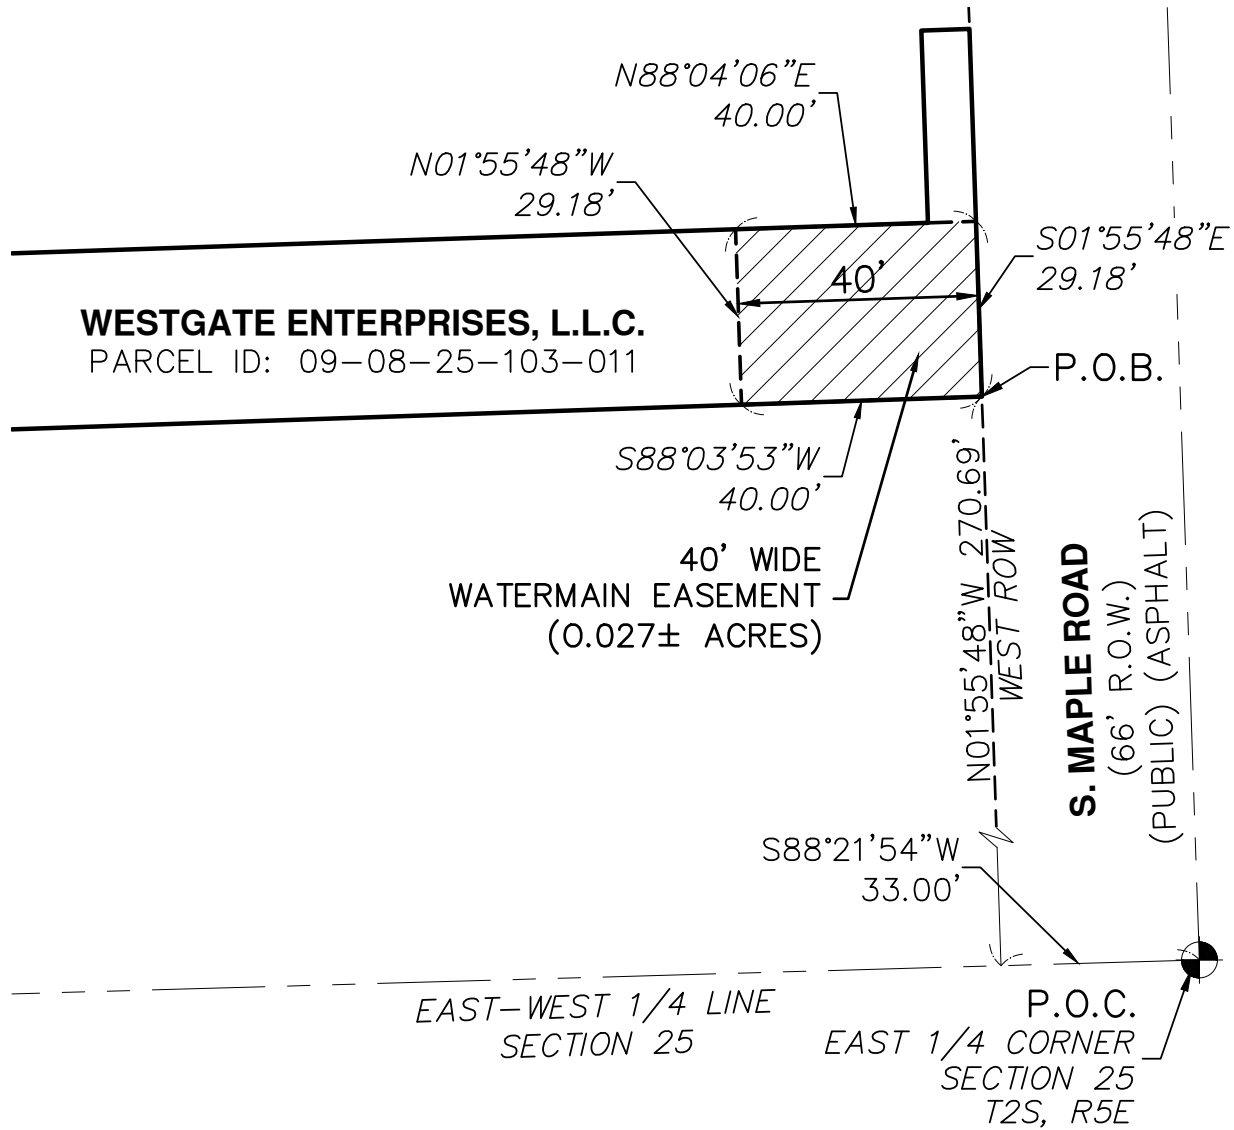 N88°04'06"E
40.00'
N01°55'48"W
29.18'
S01°55'48"E
29.18'
40'
WESTGATE ENTERPRISES, L.L.C.
PARCEL ID: 09-08-25-103-011
P.O.B.
S88°03'53"W
40.00'
40' WIDE
WATERMAIN EASEMENT
(0.027± ACRES)
N01°55'48"W 270.69'
WEST ROW
S. MAPLE ROAD
(66' R.O.W.)
(PUBLIC) (ASPHALT)
S88°21'54"W
33.00'
EAST-WEST 1/4 LINE
SECTION 25
P.O.C.
EAST 1/4 CORNER
SECTION 25
T2S, R5E